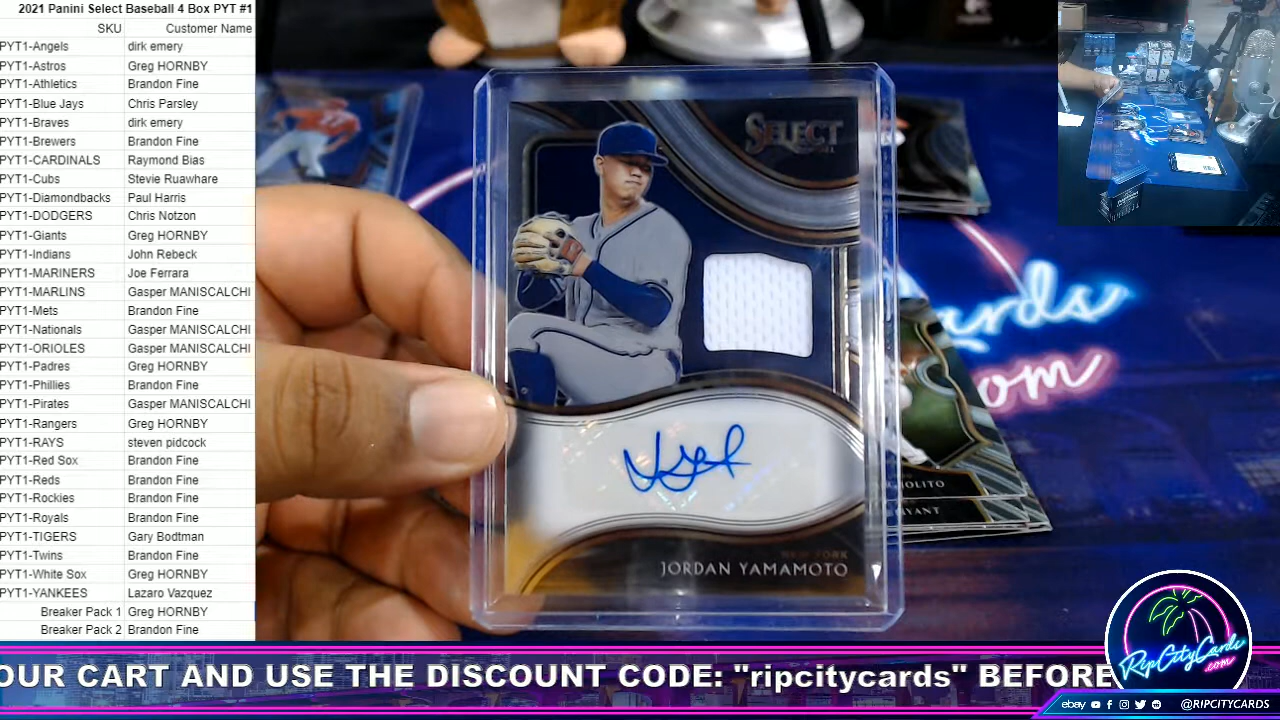 2021 Panini Select Baseball 4 Box PYT #1
SKU Customer Name
PYT1-Angels dirk emery
PYT1-Astros Greg HORNBY
PYT1-Athletics Brandon Fine
PYT1-Blue Jays Chris Parsley
PYT1-Braves dirk emery
PYT1-Brewers Brandon Fine
PYT1-CARDINALS Raymond Bias
PYT1-Cubs Stevie Ruawhare
PYT1-Diamondbacks Paul Harris
PYT1-DODGERS Chris Notzon
PYT1-Giants Greg HORNBY
PYT1-Indians John Rebeck
PYT1-MARINERS Joe Ferrara
PYT1-MARLINS Gasper MANISCALCHI
PYT1-Mets Brandon Fine
PYT1-Nationals Gasper MANISCALCHI
PYT1-ORIOLES Gasper MANISCALCHI
PYT1-Padres Greg HORNBY
PYT1-Phillies Brandon Fine
PYT1-Pirates Gasper MANISCALCHI
PYT1-Rangers Greg HORNBY
PYT1-RAYS steven pidcock
PYT1-Red Sox Brandon Fine
PYT1-Reds Brandon Fine
PYT1-Rockies Brandon Fine
PYT1-Royals Brandon Fine
PYT1-TIGERS Gary Bodtman
PYT1-Twins Brandon Fine
PYT1-White Sox Greg HORNBY
PYT1-YANKEES Lazaro Vazquez
Breaker Pack 1 Greg HORNBY
Breaker Pack 2 Brandon Fine
SELECT
NEW YORK
JORDAN YAMAMOTO
ards
om
OLITO
YANT
OUR CART AND USE THE DISCOUNT CODE: "ripcitycards" BEFORE
RipCityCards
.com
ebay @RIPCITYCARDS